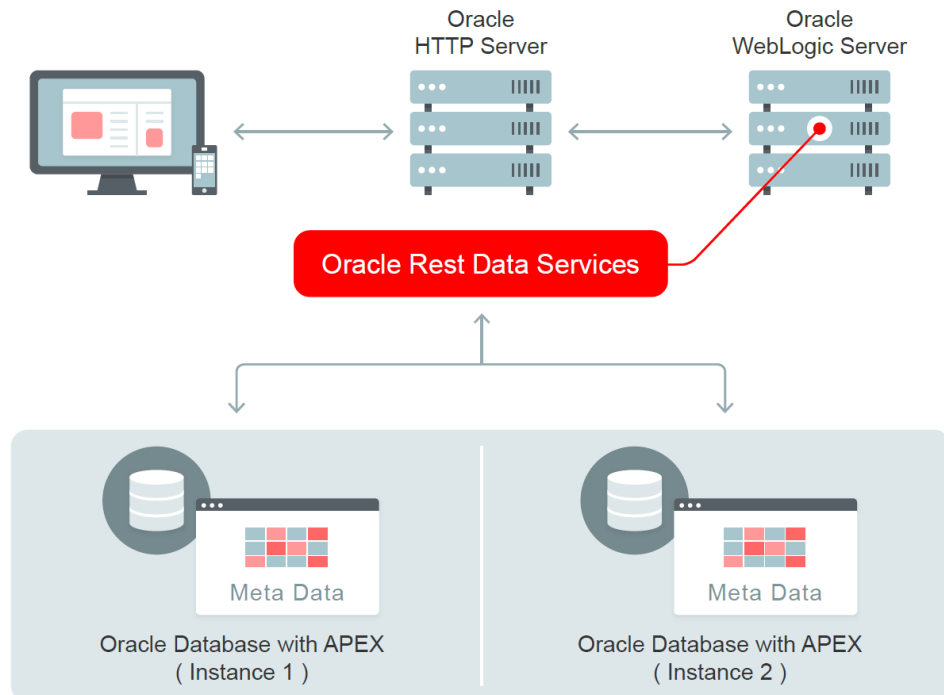 Oracle
HTTP Server
Oracle
WebLogic Server
Oracle Rest Data Services
Meta Data
Oracle Database with APEX
( Instance 1 )
Meta Data
Oracle Database with APEX
( Instance 2 )